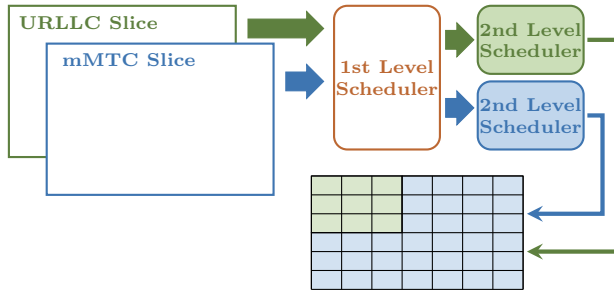 URLLC Slice
mMTC Slice
1st Level
Scheduler
2nd Level
Scheduler
2nd Level
Scheduler